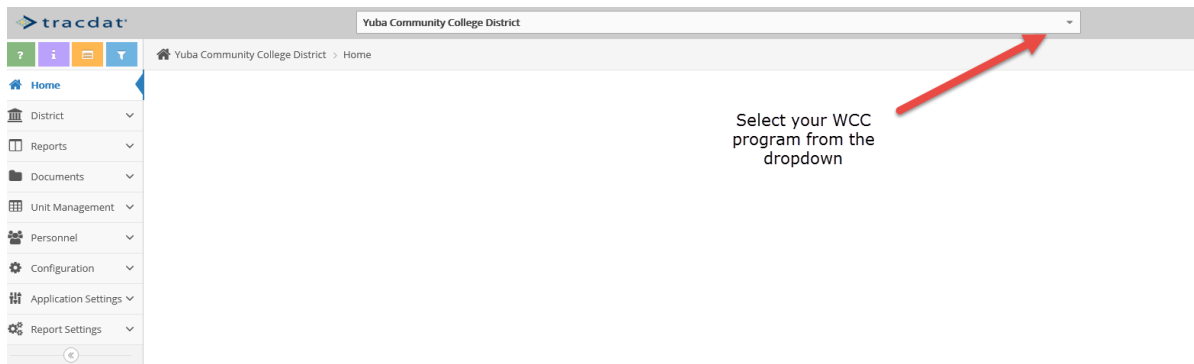 tracdat
Yuba Community College District
? i
Yuba Community College District > Home
Home
District
Reports
Documents
Unit Management
Personnel
Configuration
Application Settings
Report Settings
Select your WCC
program from the
dropdown